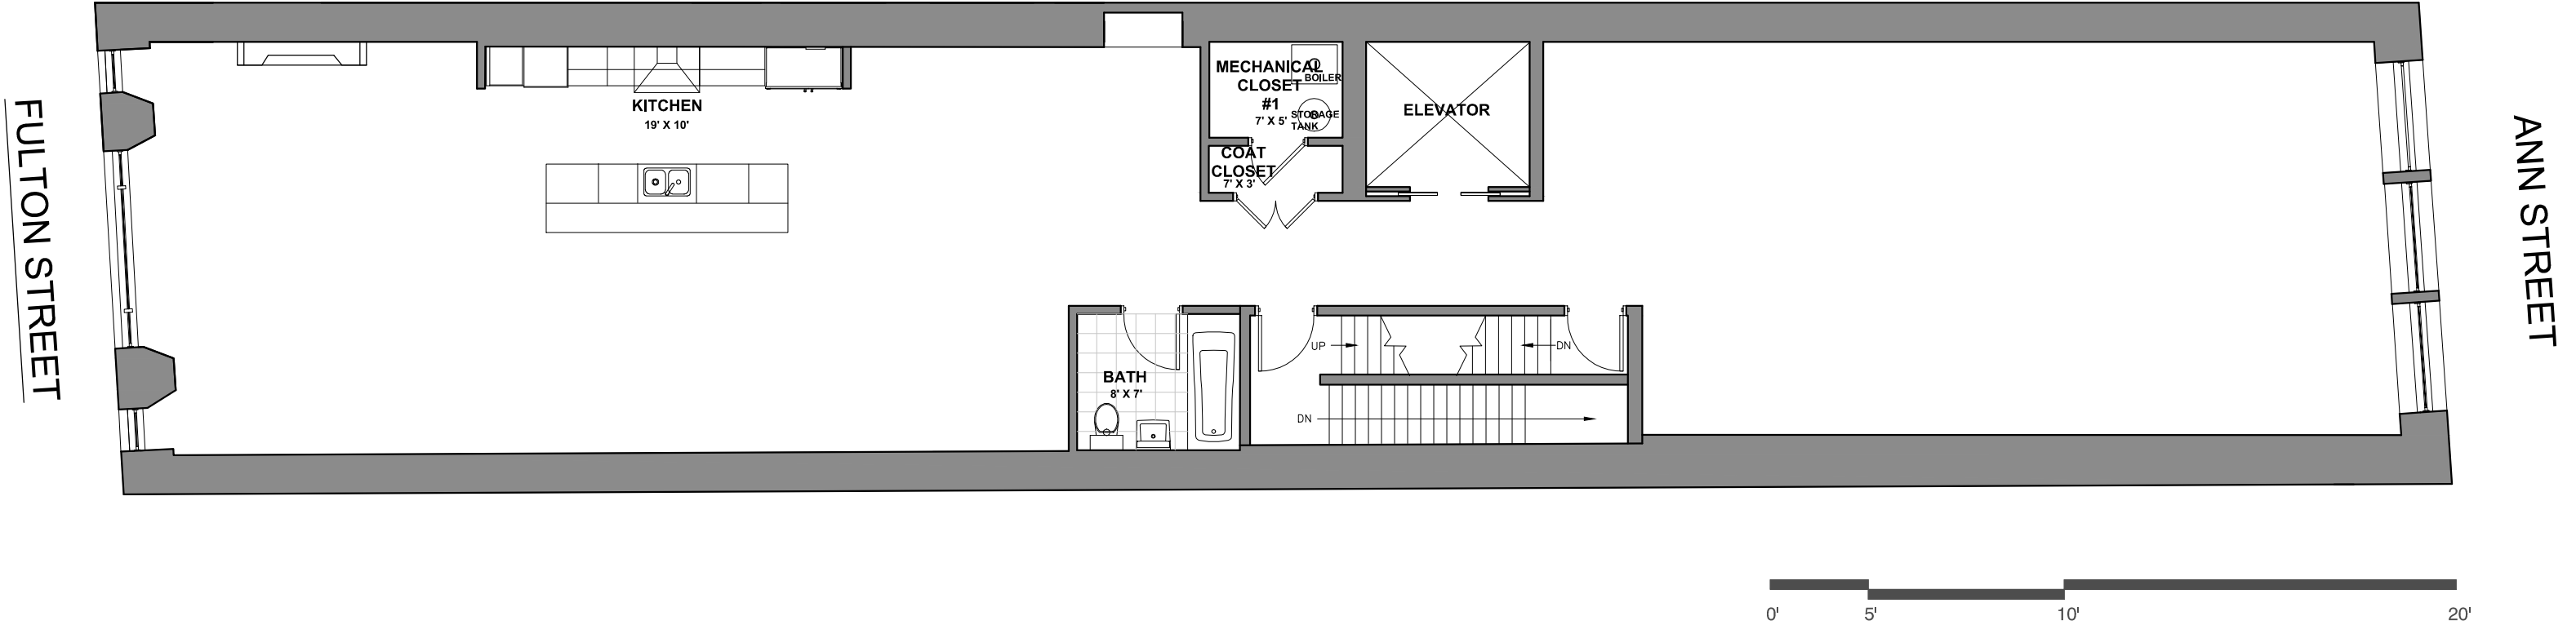 FULTON STREET
KITCHEN
19' X 10'
MECHANICAL
CLOSET
#1
7' X 5'
BOILER
STORAGE
TANK
COAT
CLOSET
7' X 3'
ELEVATOR
BATH
8' X 7'
UP
DN
DN
ANN STREET
0'
5'
10'
20'